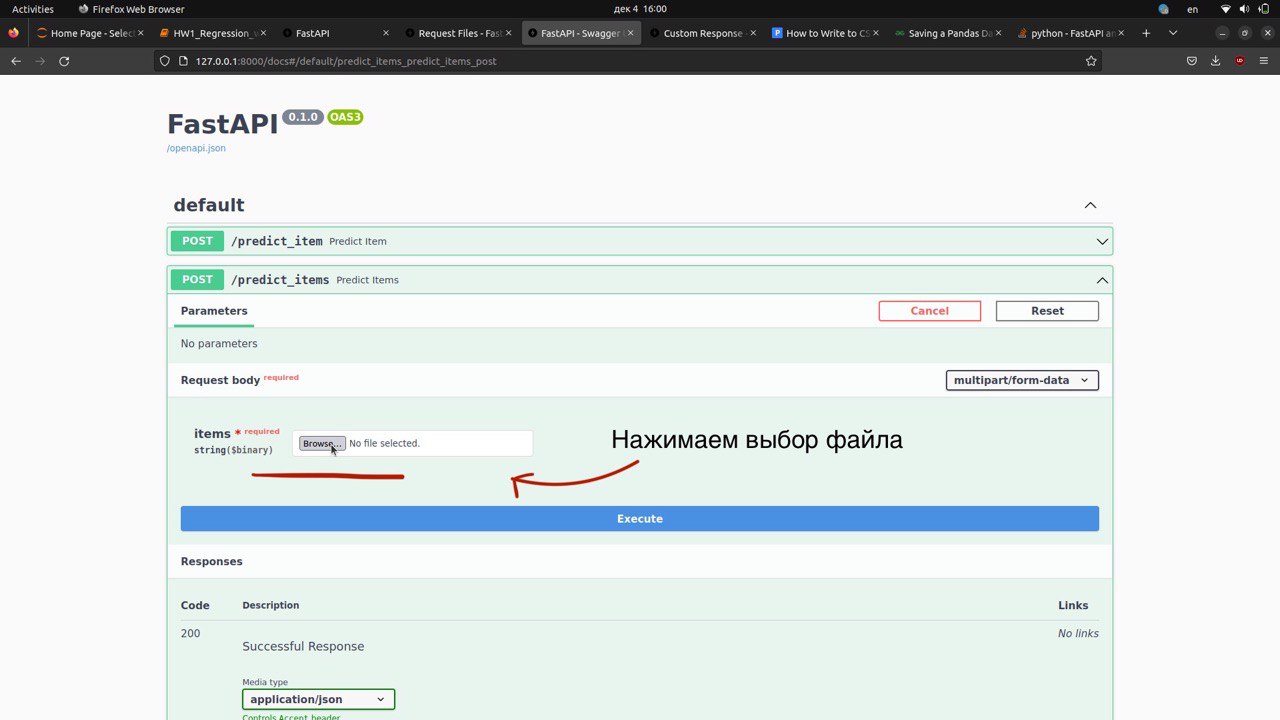 Activities Firefox Web Browser дек 4 16:00 en
Home Page - Selec HW1_Regression_w FastAPI Request Files - Fas FastAPI - Swagger Custom Response How to Write to CS Saving a Pandas Da python - FastAPI an
127.0.0.1:8000/docs#/default/predict_items_predict_items_post
FastAPI 0.1.0 OAS3
/openapi.json
default
POST /predict_item Predict Item
POST /predict_items Predict Items
Parameters Cancel Reset
No parameters
Request body required multipart/form-data
items * required
string($binary)
Browse... No file selected.
Нажимаем выбор файла
Execute
Responses
Code Description Links
200 No links
Successful Response
Media type
application/json
Controls Accept header